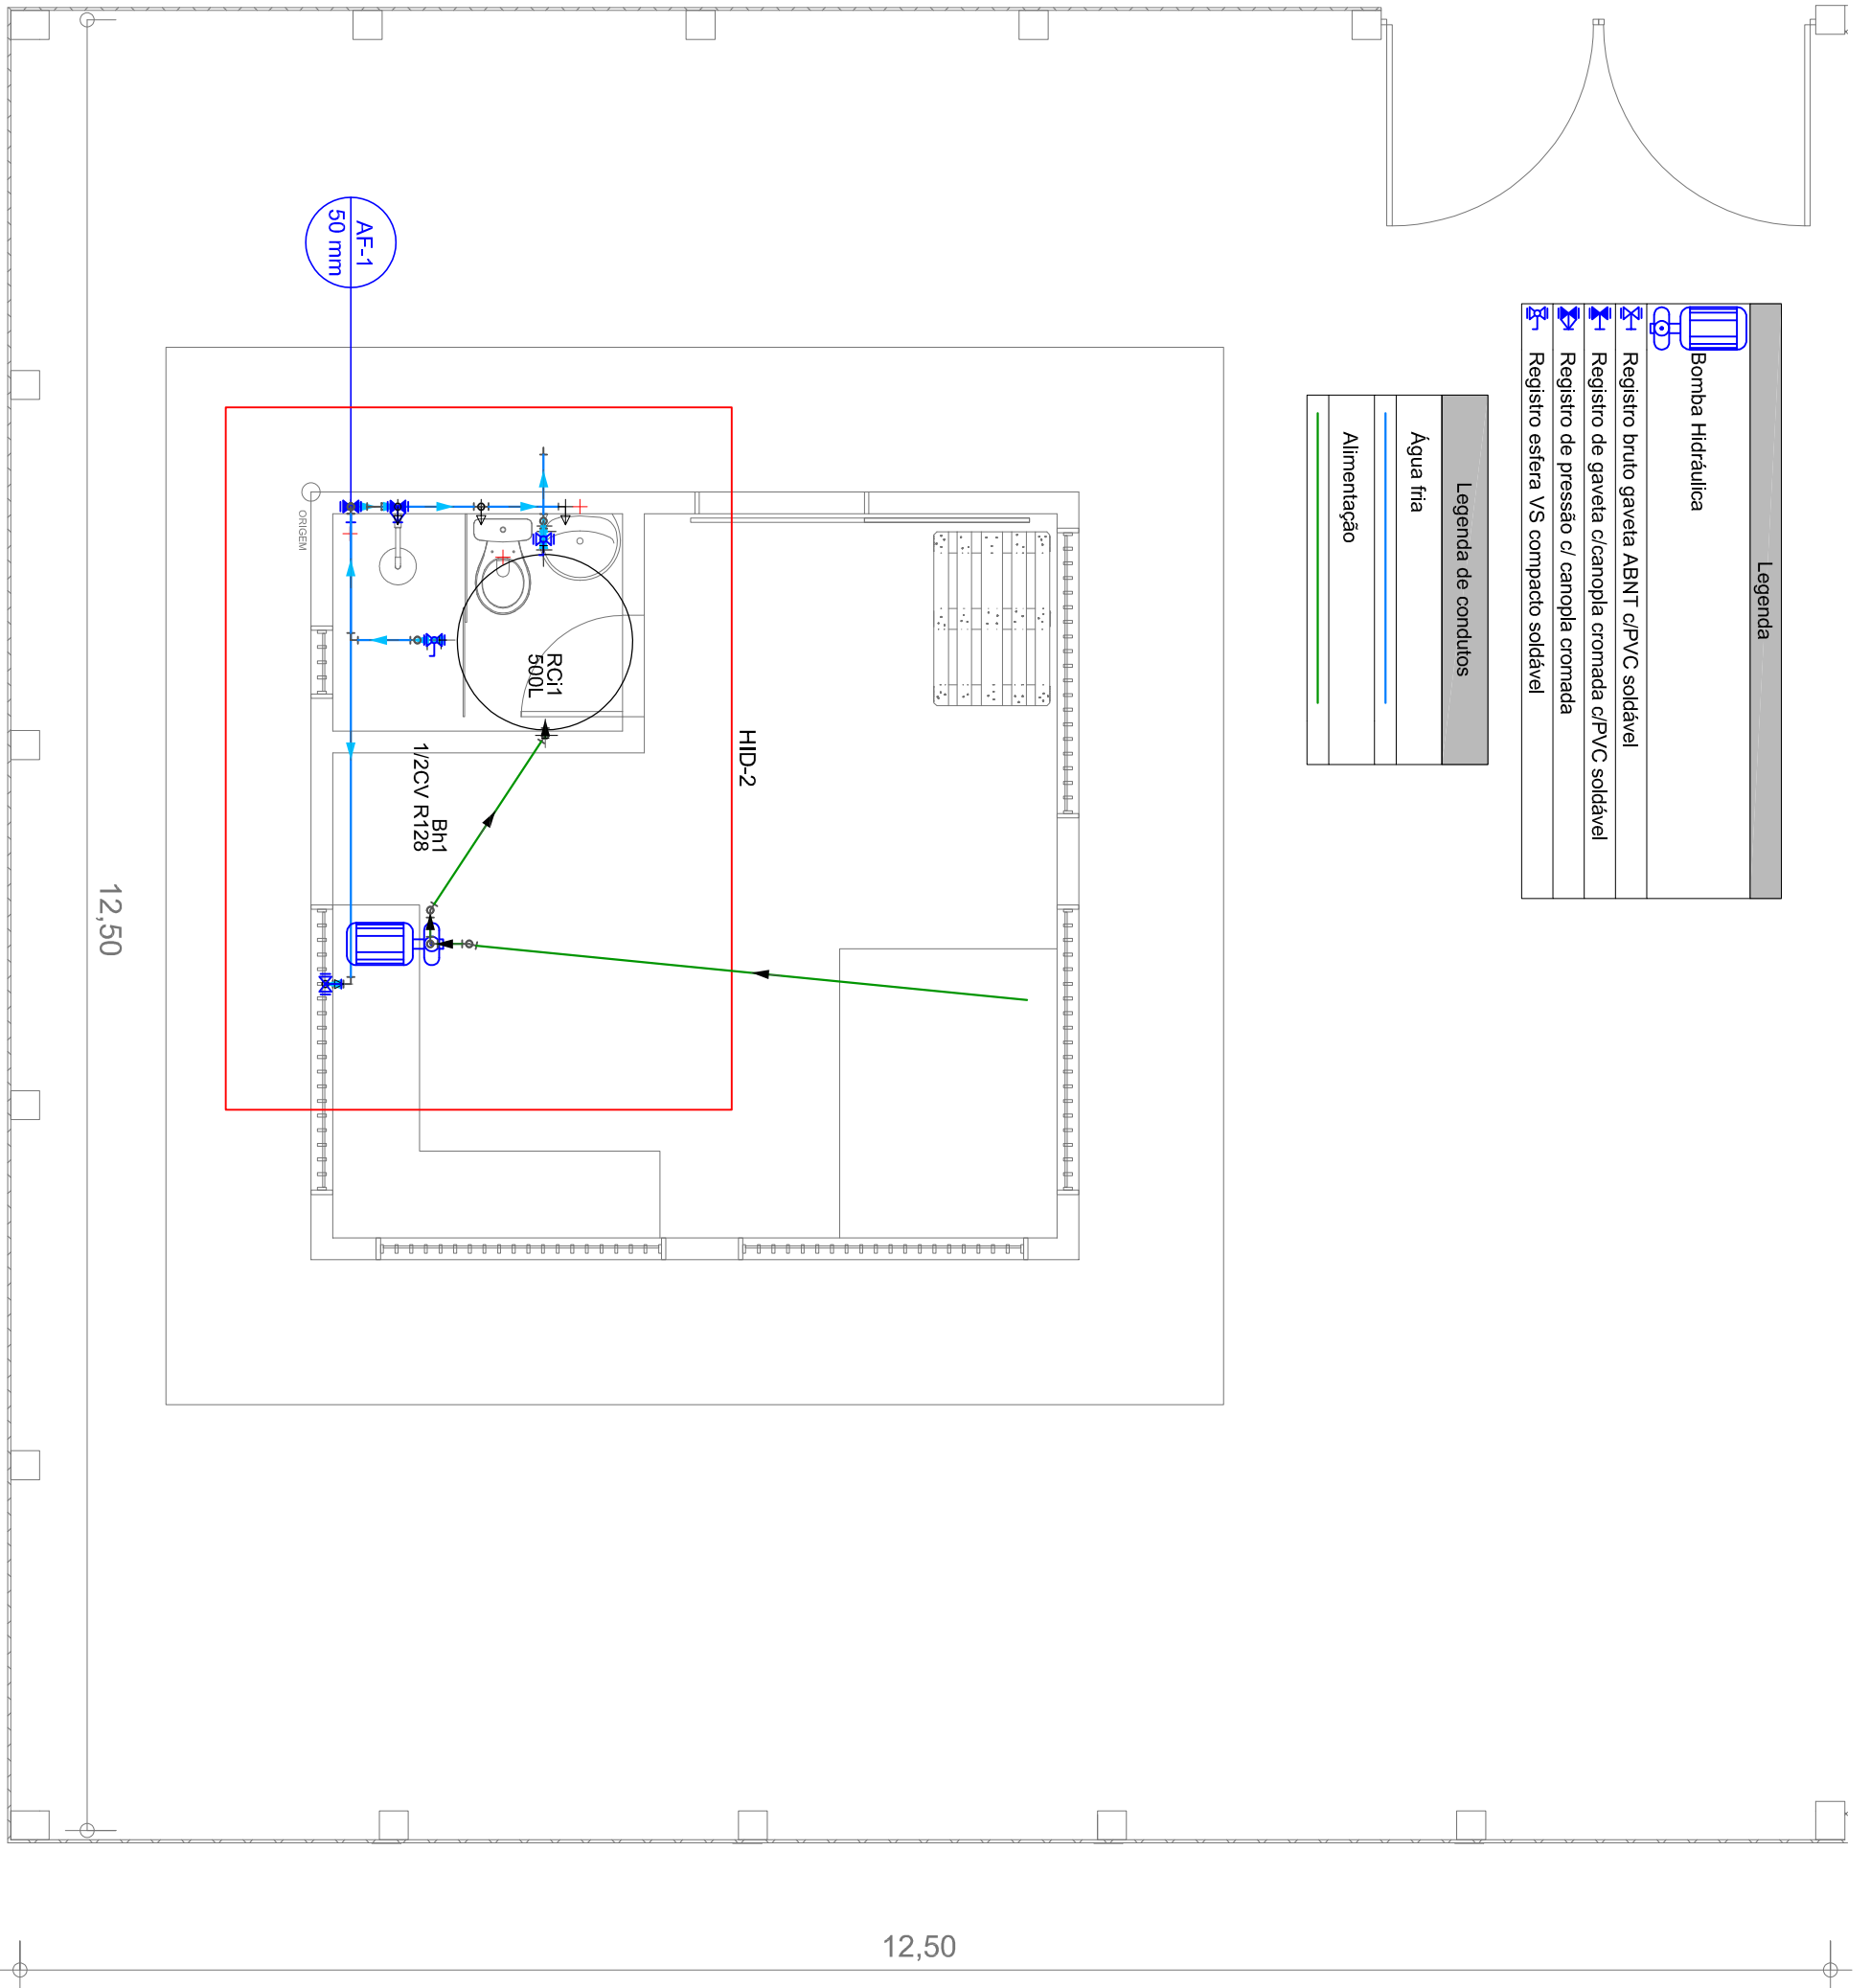 Legenda
Bomba Hidráulica
Registro bruto gaveta ABNT c/PVC soldável
Registro de gaveta c/canopla cromada c/PVC soldável
Registro de pressão c/ canopla cromada
Registro esfera VS compacto soldável
Legenda de condutos
Água fria
Alimentação
AF-1
50 mm
ORIGEM
RCi1
500L
HID-2
Bh1
1/2CV R128
12,50
12,50